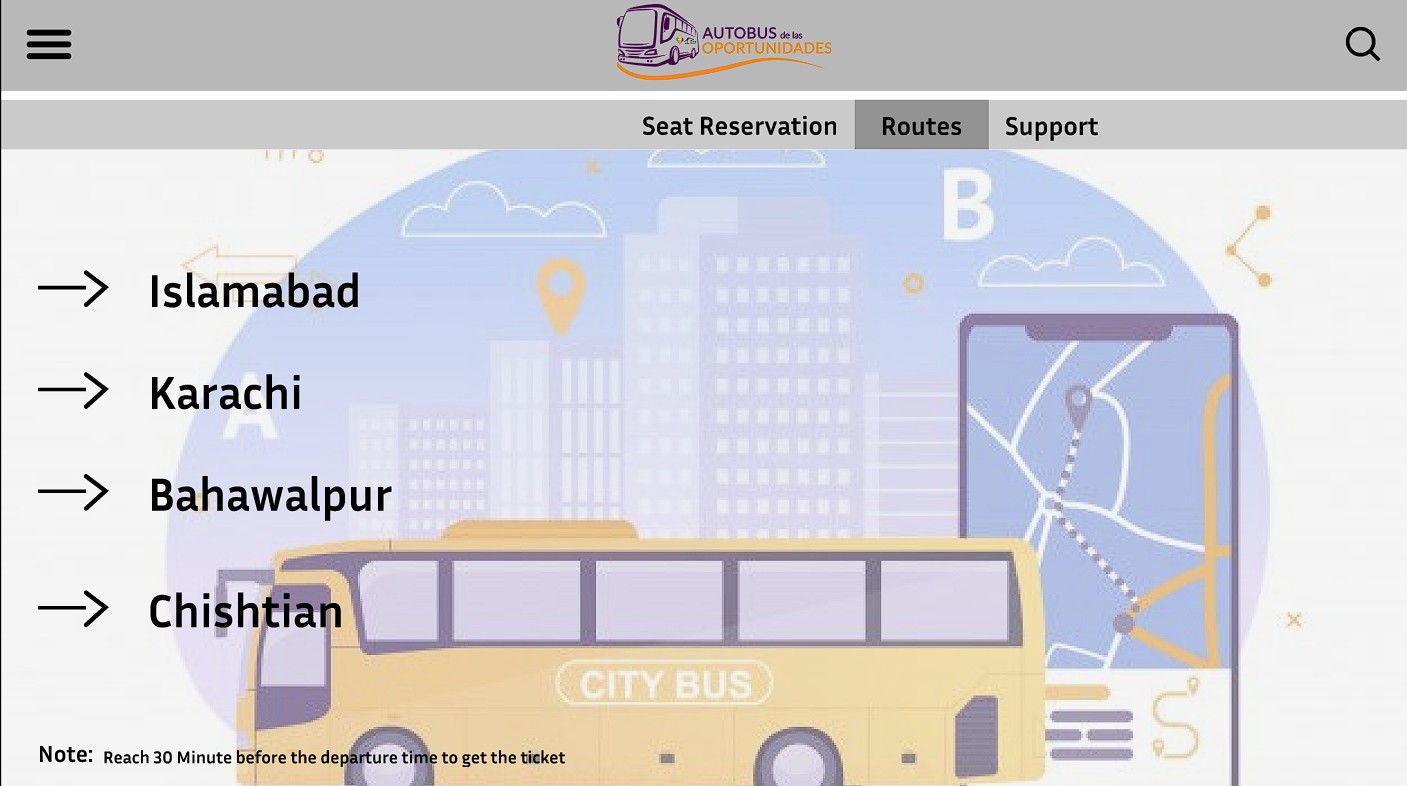 AUTOBUS de las
OPORTUNIDADES
Seat Reservation Routes Support
B
Islamabad
Karachi
A
Bahawalpur
Chishtian
CITY BUS
Note: Reach 30 Minute before the departure time to get the ticket